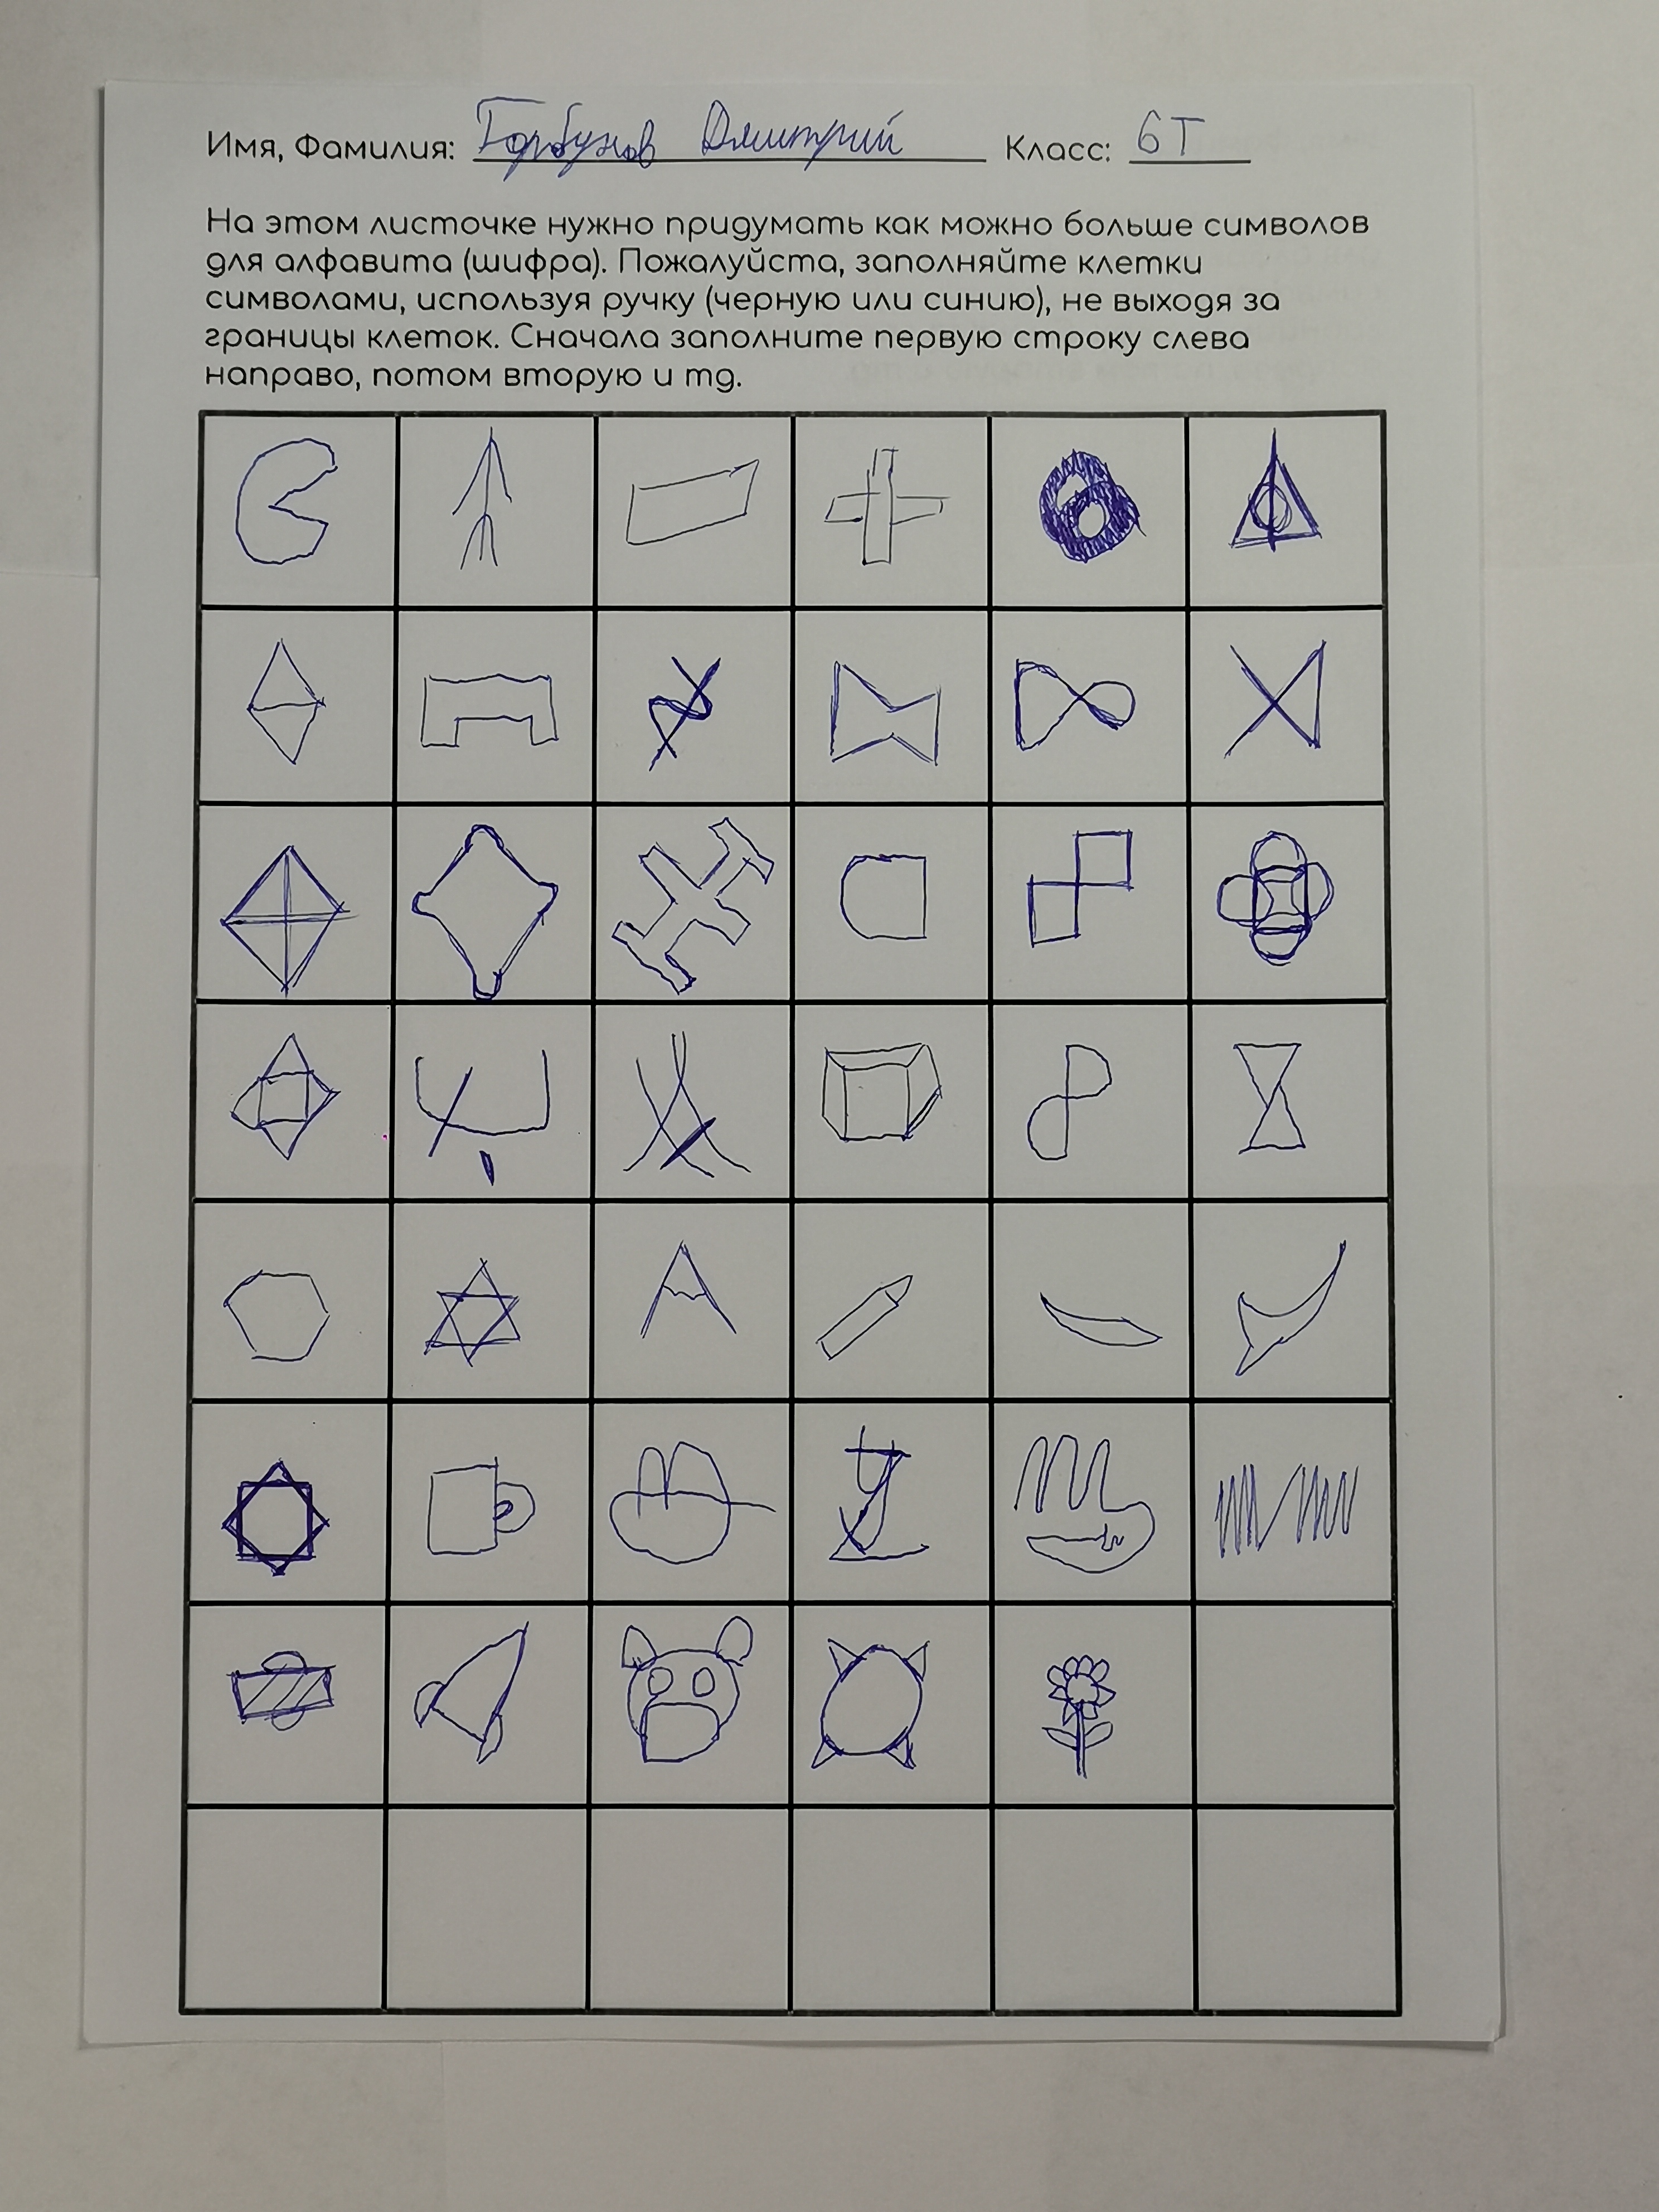 Имя, Фамилия: Горбунов Дмитрий Класс: 6Т
На этом листочке нужно придумать как можно больше символов
для алфавита (шифра). Пожалуйста, заполняйте клетки
символами, используя ручку (черную или синию), не выходя за
границы клеток. Сначала заполните первую строку слева
направо, потом вторую и тд.